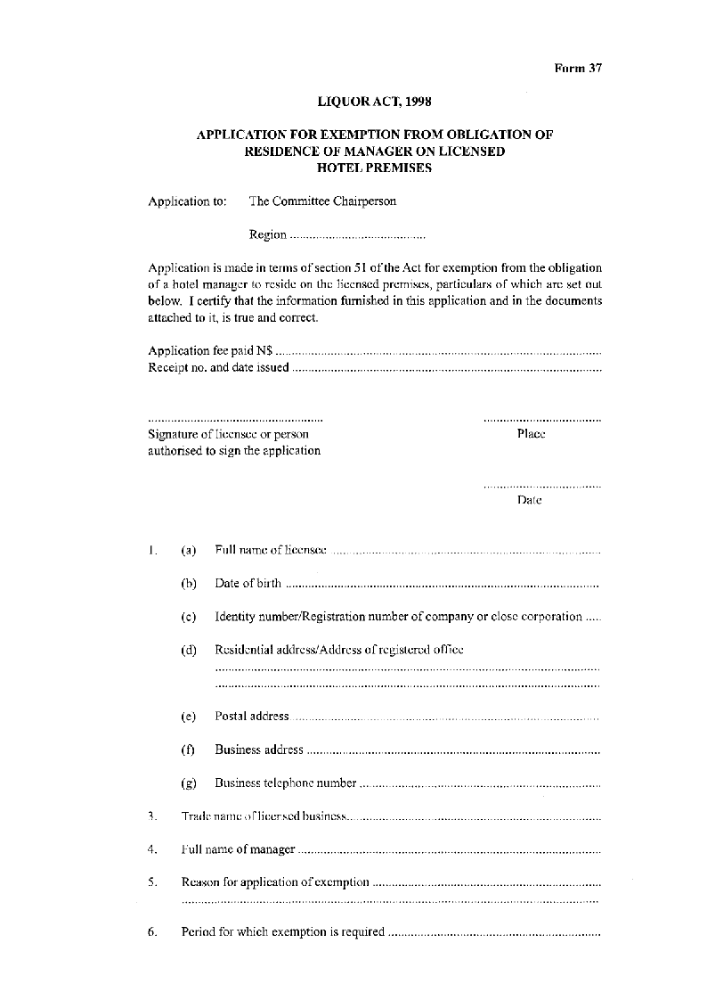 Form 37
LIQUOR ACT, 1998
APPLICATION FOR EXEMPTION FROM OBLIGATION OF
RESIDENCE OF MANAGER ON LICENSED
HOTEL PREMISES
Application to: The Committee Chairperson
Region ..........................................
Application is made in terms of section 51 of the Act for exemption from the obligation
of a hotel manager to reside on the licensed premises, particulars of which are set out
below. I certify that the information furnished in this application and in the documents
attached to it, is true and correct.
Application fee paid N$ ....................................................................................................
Receipt no. and date issued ...............................................................................................
...................................................... ....................................
Signature of licensee or person Place
authorised to sign the application
....................................
Date
1. (a) Full name of licensee ...................................................................................
(b) Date of birth .................................................................................................
(c) Identity number/Registration number of company or close corporation .....
(d) Residential address/Address of registered office
......................................................................................................................
......................................................................................................................
(e) Postal address...............................................................................................
(f) Business address ..........................................................................................
(g) Business telephone number ..........................................................................
3. Trade name of licensed business..............................................................................
4. Full name of manager .............................................................................................
5. Reason for application of exemption ......................................................................
................................................................................................................................
6. Period for which exemption is required .................................................................